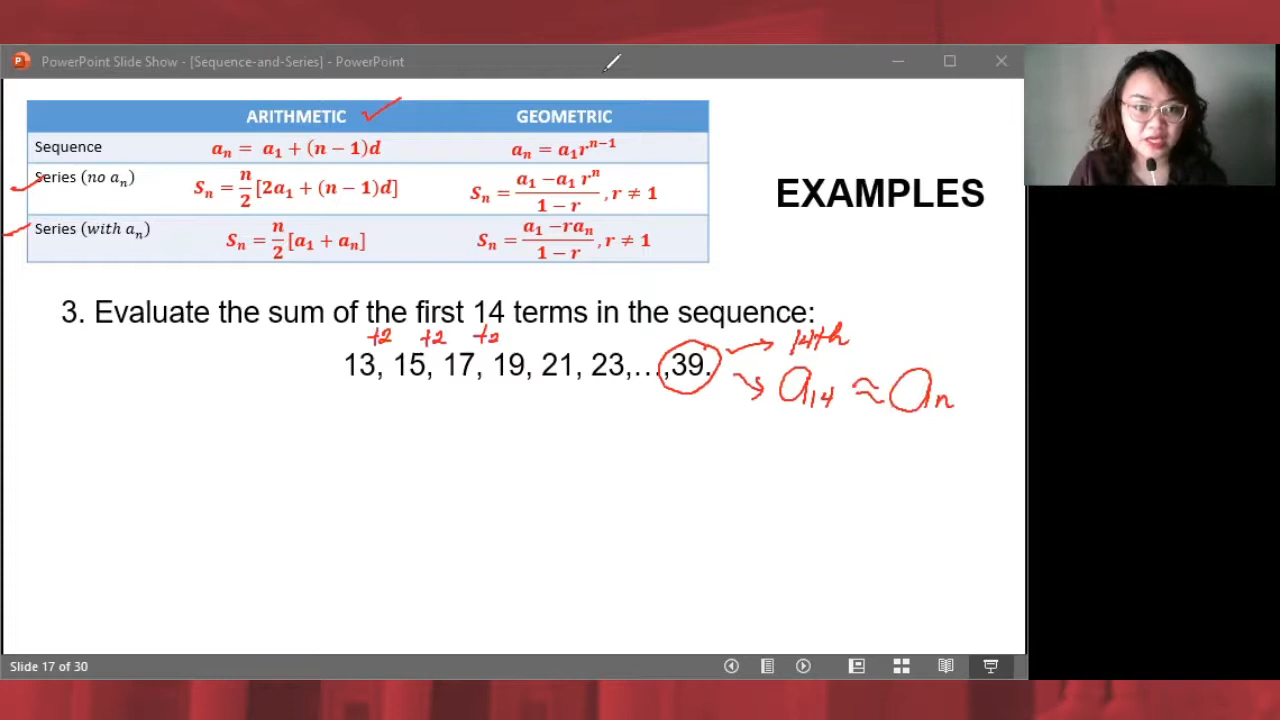 PowerPoint Slide Show - [Sequence-and-Series] - PowerPoint
ARITHMETIC GEOMETRIC
Sequence aₙ = a₁ + (n − 1)d aₙ = a₁rⁿ⁻¹
Series (no aₙ) Sₙ = n/2 [2a₁ + (n − 1)d] Sₙ = (a₁ − a₁ rⁿ)/(1 − r) , r ≠ 1
Series (with aₙ) Sₙ = n/2 [a₁ + aₙ] Sₙ = (a₁ − raₙ)/(1 − r) , r ≠ 1
EXAMPLES
3. Evaluate the sum of the first 14 terms in the sequence:
+2 +2 +2 14th
13, 15, 17, 19, 21, 23,…,39.
a₁₄ ≈ aₙ
Slide 17 of 30